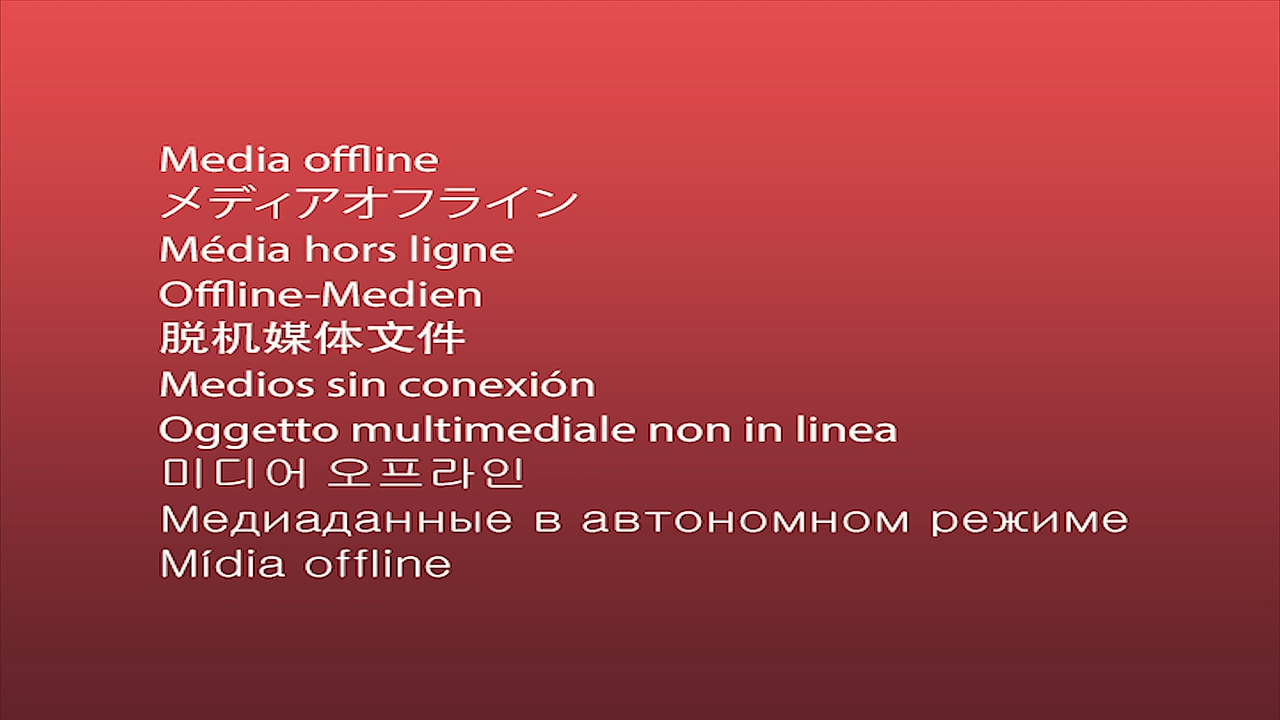 Media offline
メディアオフライン
Média hors ligne
Offline-Medien
脱机媒体文件
Medios sin conexión
Oggetto multimediale non in linea
미디어 오프라인
Медиаданные в автономном режиме
Mídia offline